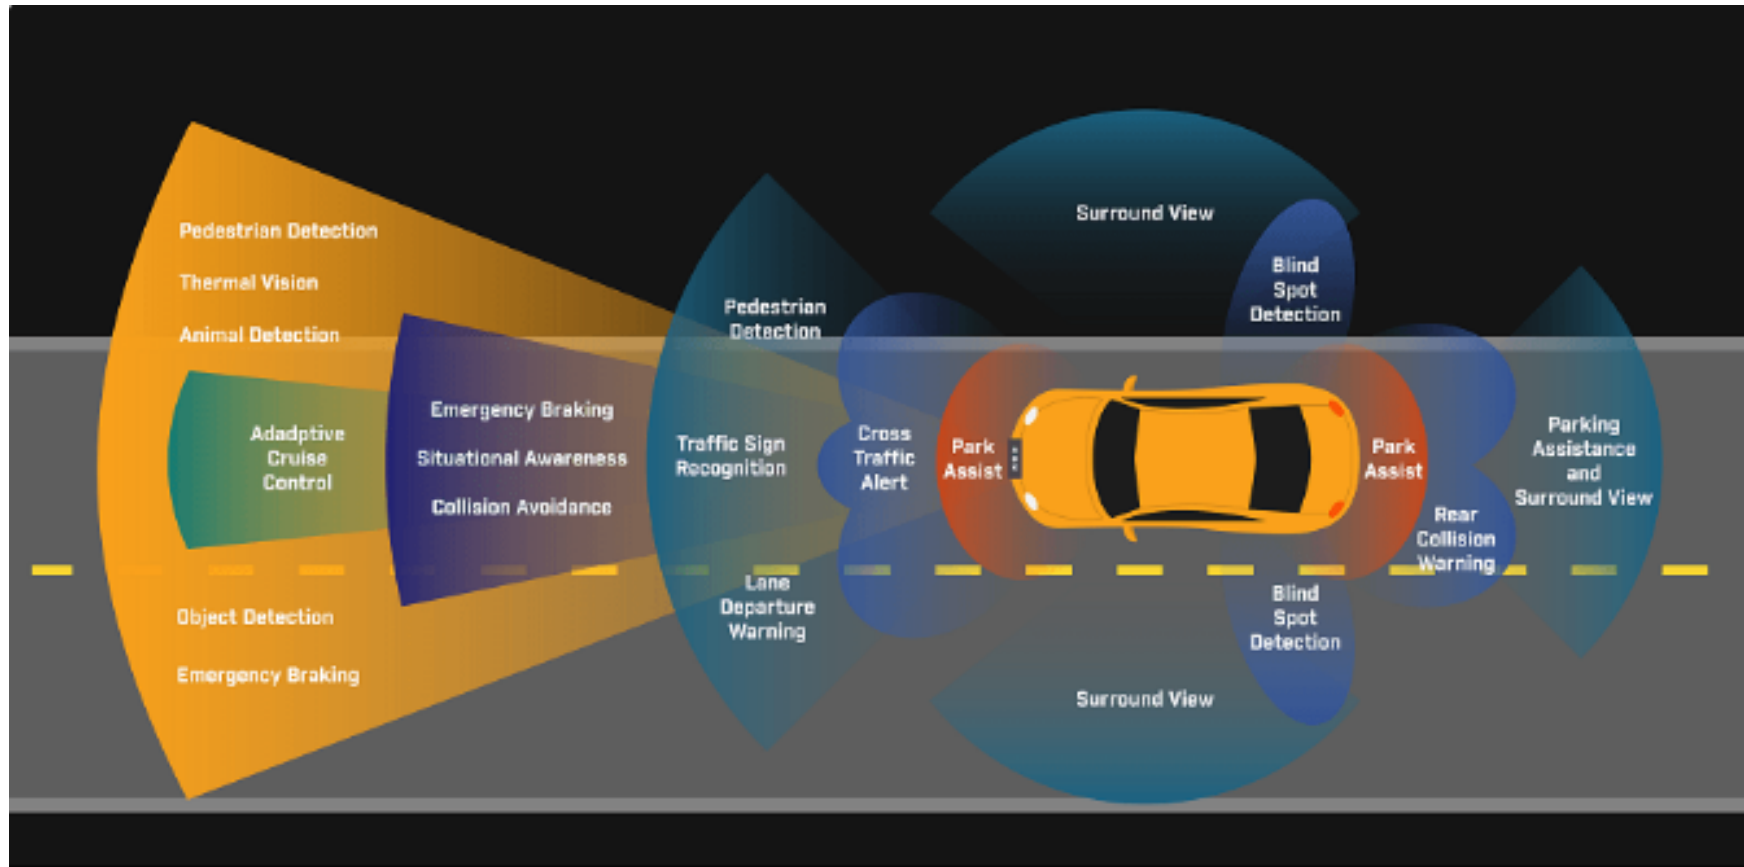 Pedestrian Detection
Thermal Vision
Animal Detection
Adadptive
Cruise
Control
Object Detection
Emergency Braking
Emergency Braking
Situational Awareness
Collision Avoidance
Pedestrian
Detection
Traffic Sign
Recognition
Lane
Departure
Warning
Cross
Traffic
Alert
Park
Assist
Surround View
Blind
Spot
Detection
Surround View
Blind
Spot
Detection
Park
Assist
Rear
Collision
Warning
Parking
Assistance
and
Surround View